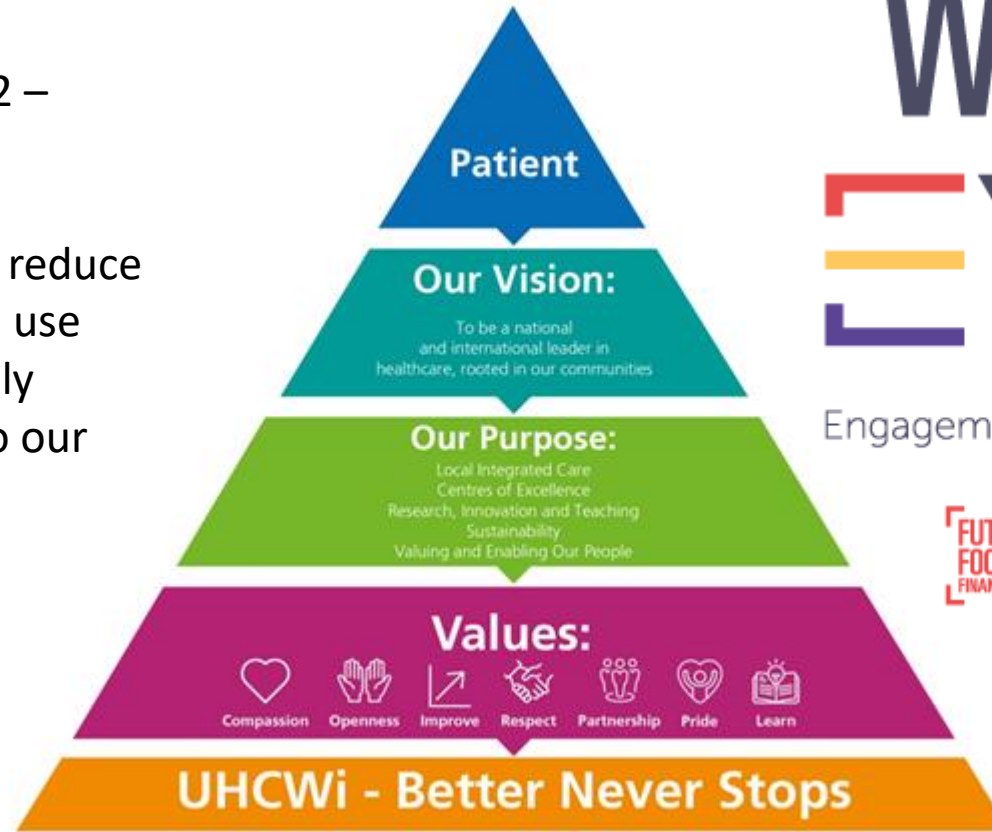 2 –
reduce
use
ly
o our
Patient
Our Vision:
To be a national
and international leader in
healthcare, rooted in our communities
Our Purpose:
Local Integrated Care
Centres of Excellence
Research, Innovation and Teaching
Sustainability
Valuing and Enabling Our People
Values:
Compassion Openness Improve Respect Partnership Pride Learn
UHCWi - Better Never Stops
W
Engagem
FUT
FOC
FINAN